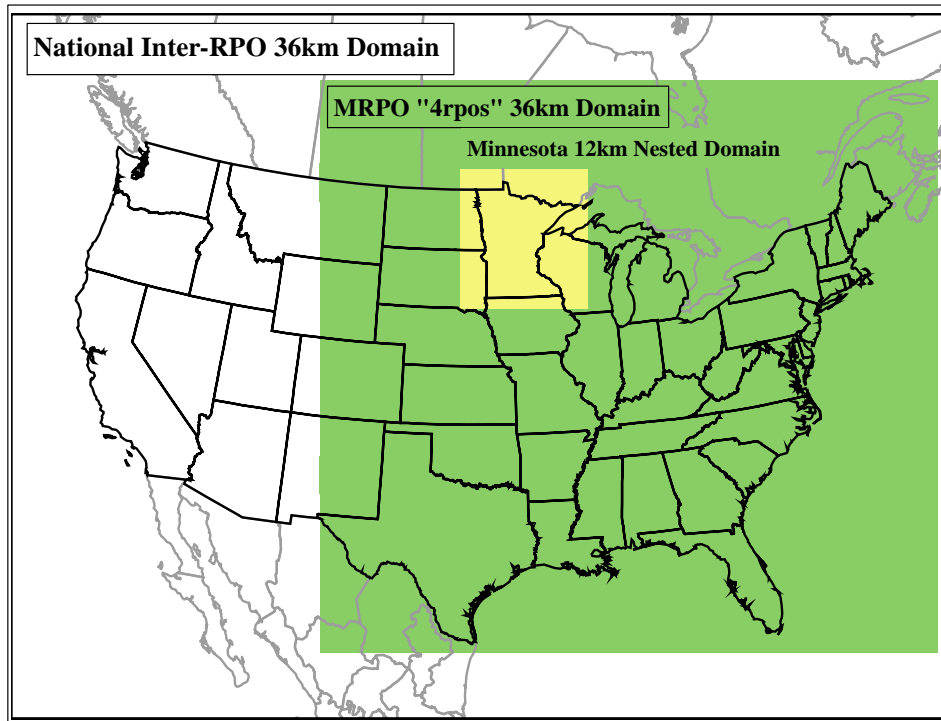 National Inter-RPO 36km Domain
MRPO "4rpos" 36km Domain
Minnesota 12km Nested Domain